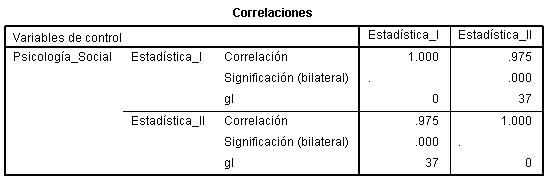 Correlaciones
Variables de control Estadística_I Estadística_II
Psicología_Social Estadística_I Correlación 1.000 .975
Significación (bilateral) . .000
gl 0 37
Estadística_II Correlación .975 1.000
Significación (bilateral) .000 .
gl 37 0